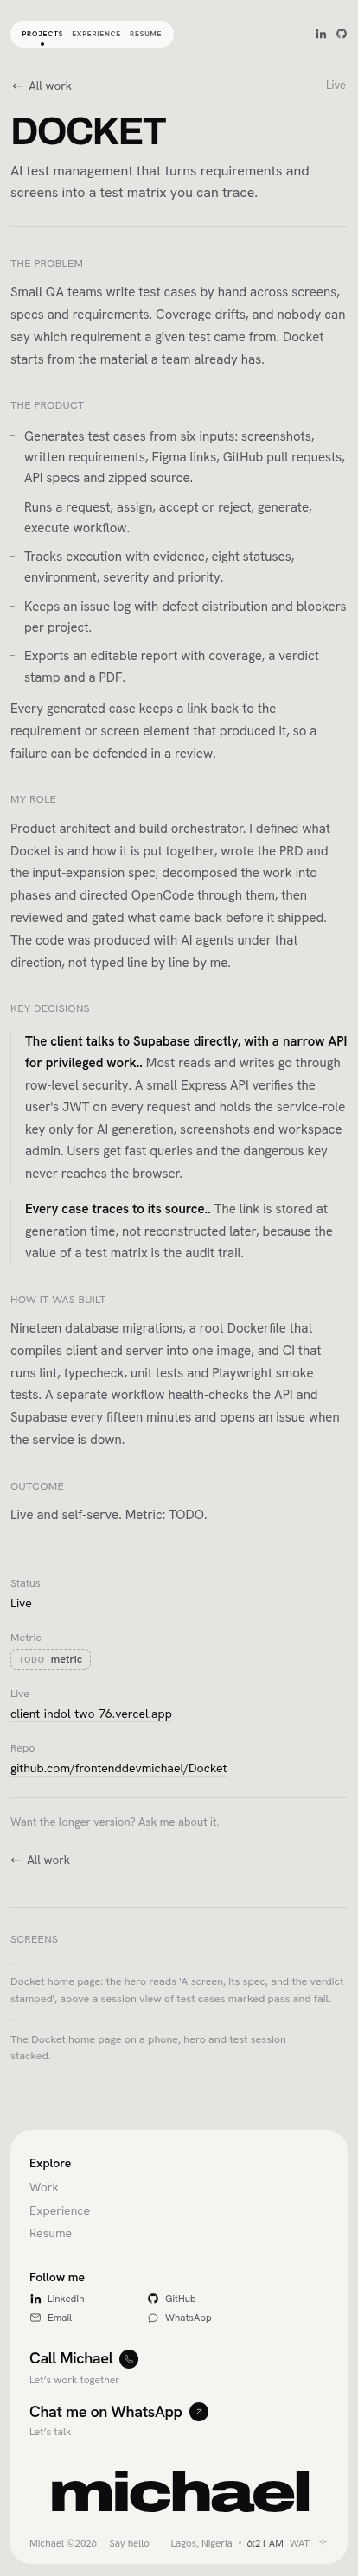 PROJECTS EXPERIENCE RESUME
← All work Live
DOCKET
AI test management that turns requirements and
screens into a test matrix you can trace.
THE PROBLEM
Small QA teams write test cases by hand across screens,
specs and requirements. Coverage drifts, and nobody can
say which requirement a given test came from. Docket
starts from the material a team already has.
THE PRODUCT
– Generates test cases from six inputs: screenshots,
written requirements, Figma links, GitHub pull requests,
API specs and zipped source.
– Runs a request, assign, accept or reject, generate,
execute workflow.
– Tracks execution with evidence, eight statuses,
environment, severity and priority.
– Keeps an issue log with defect distribution and blockers
per project.
– Exports an editable report with coverage, a verdict
stamp and a PDF.
Every generated case keeps a link back to the
requirement or screen element that produced it, so a
failure can be defended in a review.
MY ROLE
Product architect and build orchestrator. I defined what
Docket is and how it is put together, wrote the PRD and
the input-expansion spec, decomposed the work into
phases and directed OpenCode through them, then
reviewed and gated what came back before it shipped.
The code was produced with AI agents under that
direction, not typed line by line by me.
KEY DECISIONS
The client talks to Supabase directly, with a narrow API
for privileged work.. Most reads and writes go through
row-level security. A small Express API verifies the
user's JWT on every request and holds the service-role
key only for AI generation, screenshots and workspace
admin. Users get fast queries and the dangerous key
never reaches the browser.
Every case traces to its source.. The link is stored at
generation time, not reconstructed later, because the
value of a test matrix is the audit trail.
HOW IT WAS BUILT
Nineteen database migrations, a root Dockerfile that
compiles client and server into one image, and CI that
runs lint, typecheck, unit tests and Playwright smoke
tests. A separate workflow health-checks the API and
Supabase every fifteen minutes and opens an issue when
the service is down.
OUTCOME
Live and self-serve. Metric: TODO.
Status
Live
Metric
TODO metric
Live
client-indol-two-76.vercel.app
Repo
github.com/frontenddevmichael/Docket
Want the longer version? Ask me about it.
← All work
SCREENS
Docket home page: the hero reads 'A screen, its spec, and the verdict
stamped', above a session view of test cases marked pass and fail.
The Docket home page on a phone, hero and test session
stacked.
Explore
Work
Experience
Resume
Follow me
LinkedIn GitHub
Email WhatsApp
Call Michael
Let's work together
Chat me on WhatsApp
Let's talk
michael
Michael ©2026 Say hello Lagos, Nigeria • 6:21 AM WAT